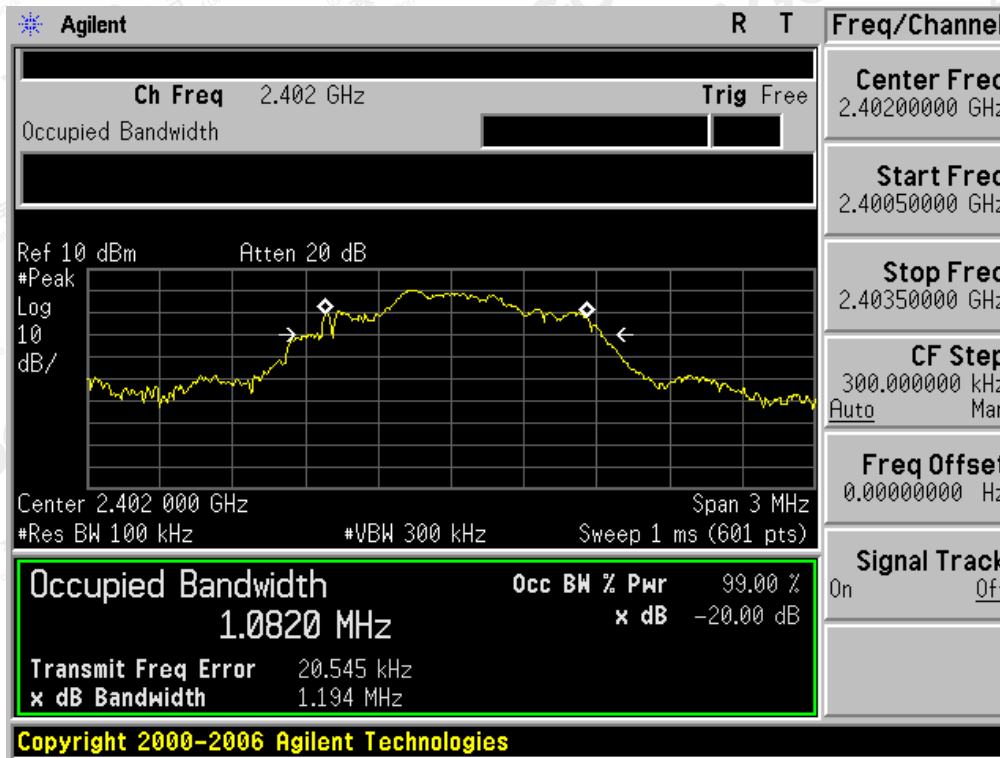 Agilent R T
Ch Freq 2.402 GHz Trig Free
Occupied Bandwidth
Ref 10 dBm Atten 20 dB
#Peak
Log
10
dB/
Center 2.402 000 GHz Span 3 MHz
#Res BW 100 kHz #VBW 300 kHz Sweep 1 ms (601 pts)
Occupied Bandwidth Occ BW % Pwr 99.00 %
1.0820 MHz x dB -20.00 dB
Transmit Freq Error 20.545 kHz
x dB Bandwidth 1.194 MHz
Copyright 2000-2006 Agilent Technologies
Freq/Channel
Center Freq
2.40200000 GHz
Start Freq
2.40050000 GHz
Stop Freq
2.40350000 GHz
CF Step
300.000000 kHz
Auto Man
Freq Offset
0.00000000 Hz
Signal Track
On Off